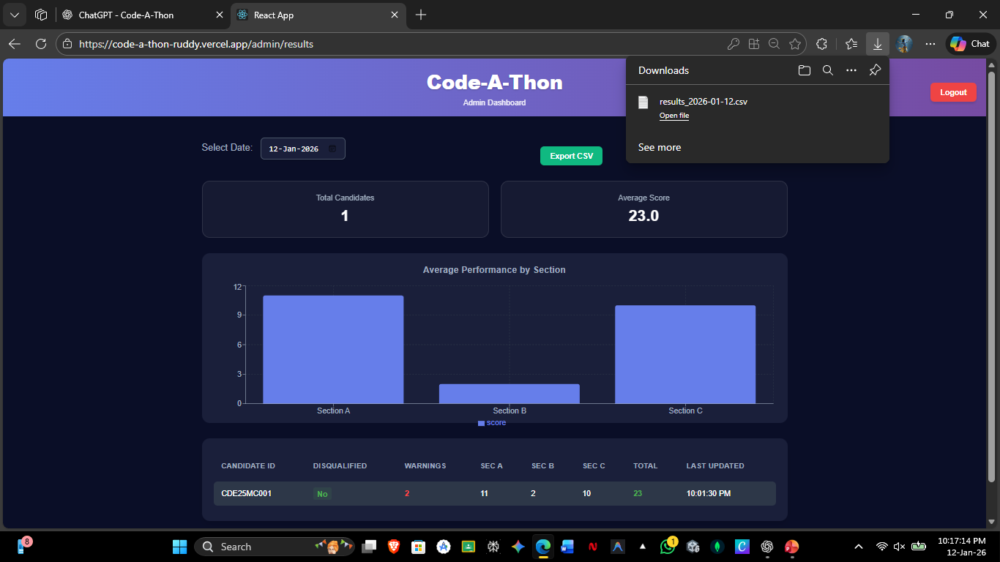 ChatGPT - Code-A-Thon
React App
https://code-a-thon-ruddy.vercel.app/admin/results
Chat
Downloads
results_2026-01-12.csv
Open file
See more
Code-A-Thon
Admin Dashboard
Logout
Select Date:
12-Jan-2026
Export CSV
Total Candidates
1
Average Score
23.0
Average Performance by Section
12
9
6
3
0
Section A
Section B
Section C
score
CANDIDATE ID DISQUALIFIED WARNINGS SEC A SEC B SEC C TOTAL LAST UPDATED
CDE25MC001 No 2 11 2 10 23 10:01:30 PM
8
Search
1
10:17:14 PM
12-Jan-26